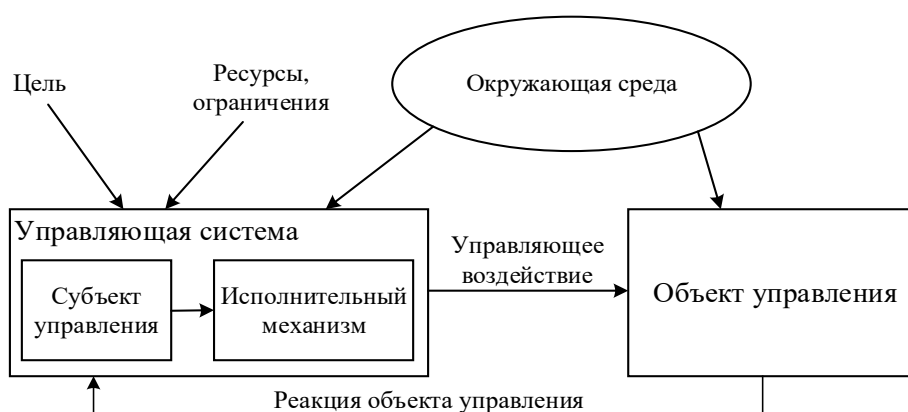 Цель
Ресурсы,
ограничения
Окружающая среда
Управляющая система
Субъект
управления
Исполнительный
механизм
Управляющее
воздействие
Объект управления
Реакция объекта управления